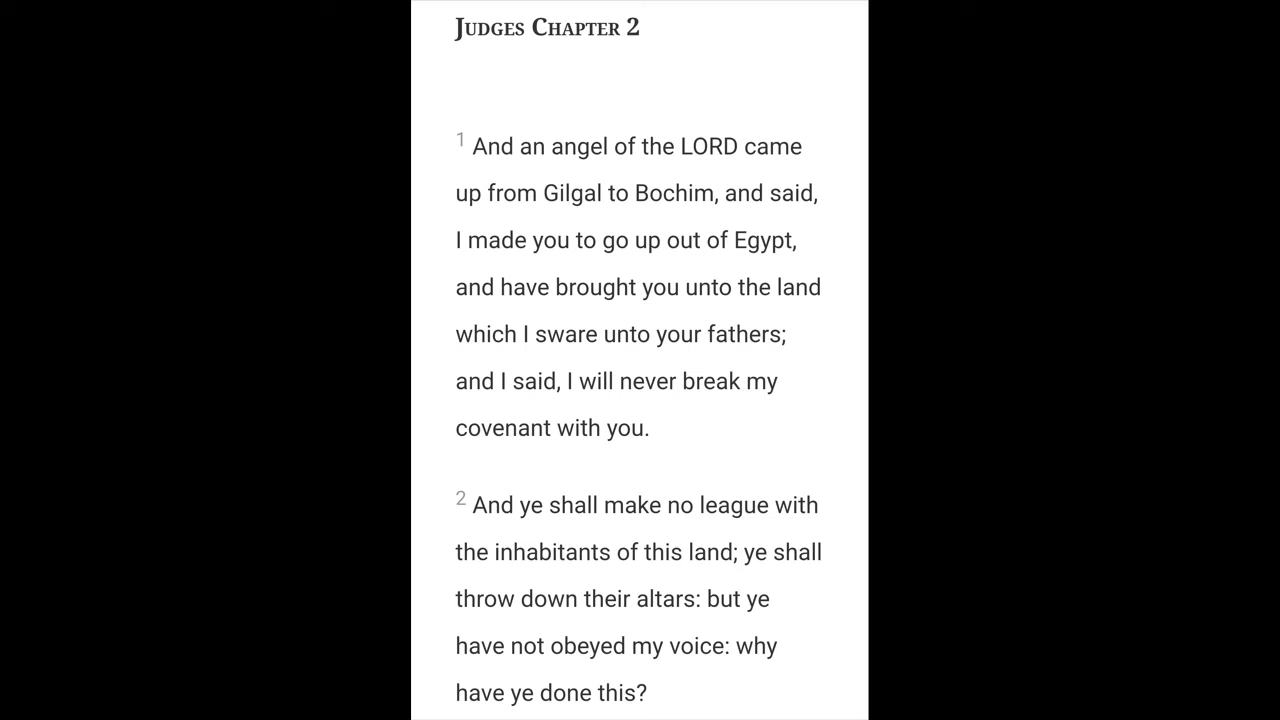 Judges Chapter 2
1 And an angel of the LORD came
up from Gilgal to Bochim, and said,
I made you to go up out of Egypt,
and have brought you unto the land
which I sware unto your fathers;
and I said, I will never break my
covenant with you.
2 And ye shall make no league with
the inhabitants of this land; ye shall
throw down their altars: but ye
have not obeyed my voice: why
have ye done this?